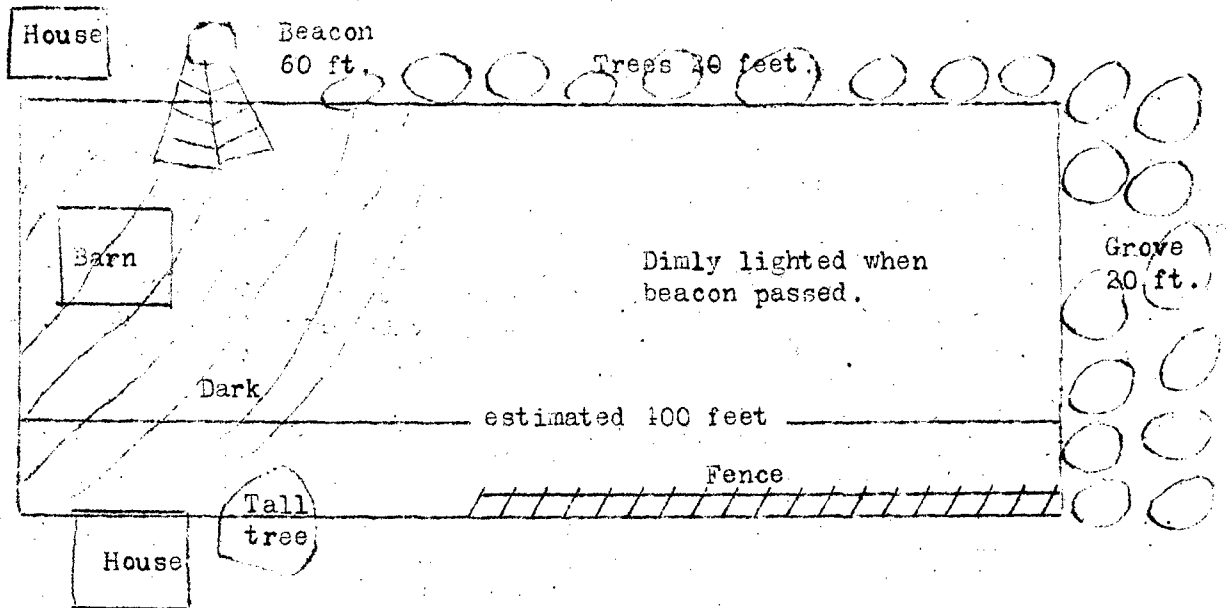 House
Beacon
60 ft.
Trees 20 feet.
Barn
Dimly lighted when
beacon passed.
Grove
20 ft.
Dark
estimated 400 feet
Fence
Tall
tree
House